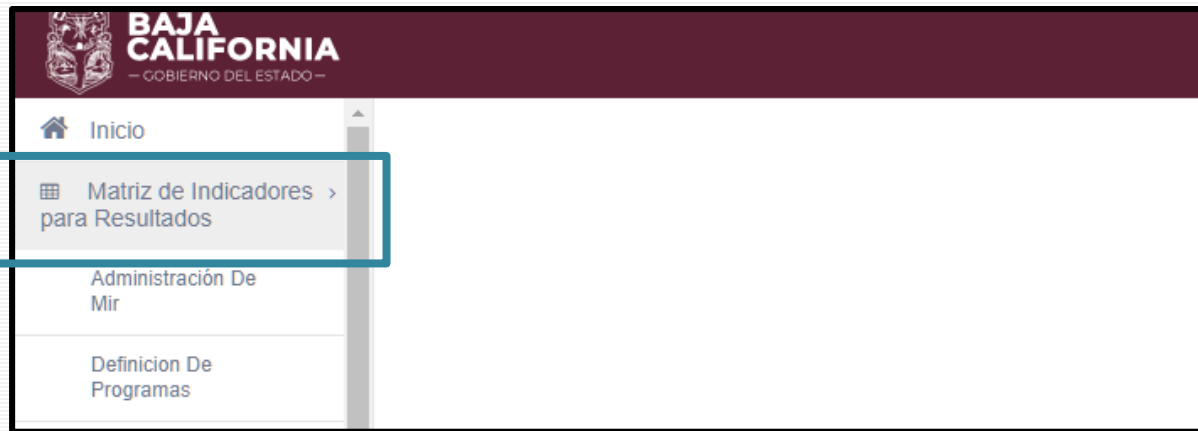 BAJA
CALIFORNIA
— GOBIERNO DEL ESTADO —
Inicio
Matriz de Indicadores ›
para Resultados
Administración De
Mir
Definicion De
Programas